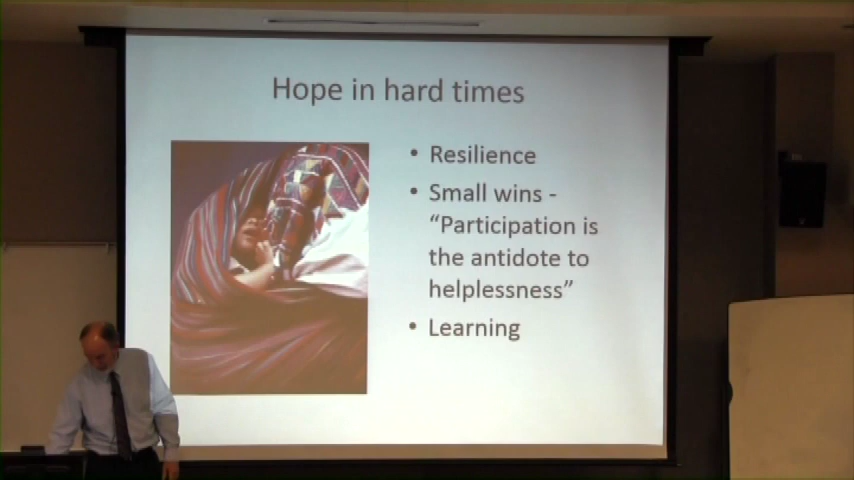 Hope in hard times
• Resilience
• Small wins -
“Participation is
the antidote to
helplessness”
• Learning